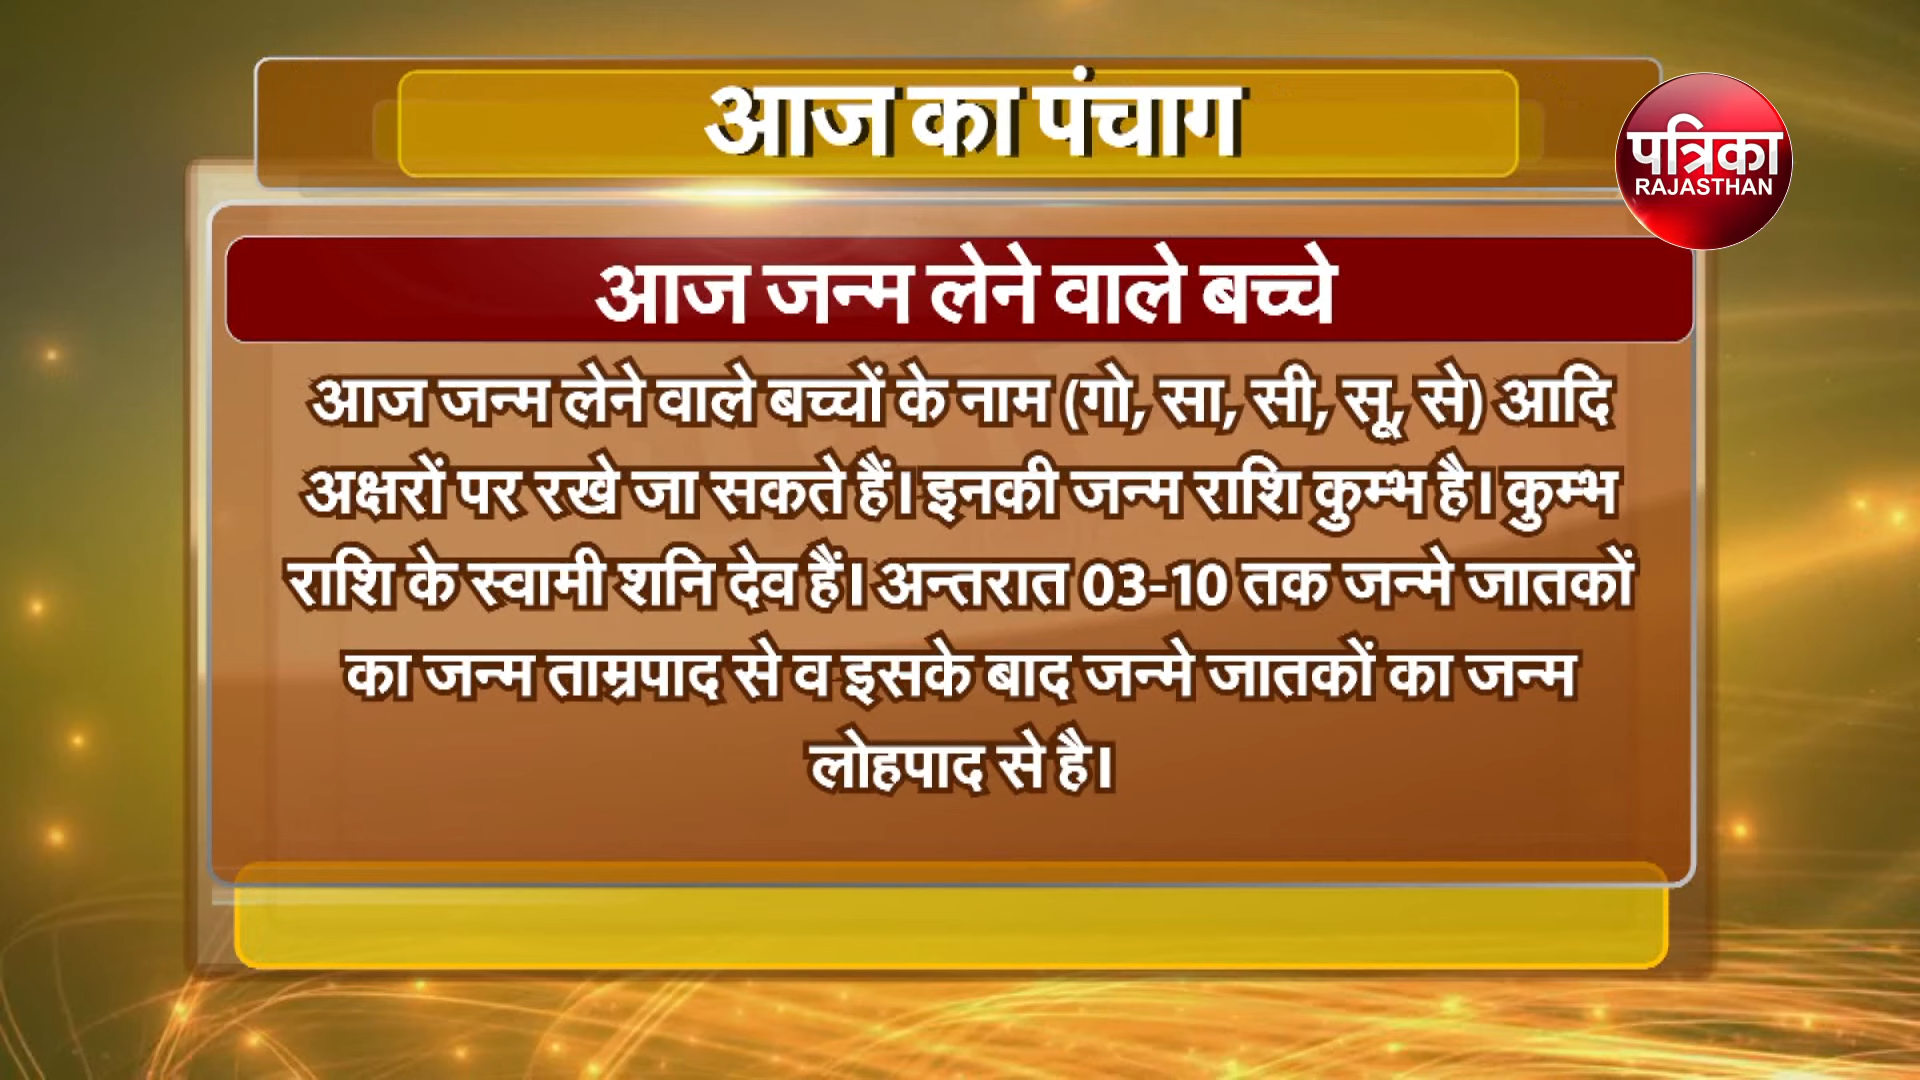 आज का पंचाग
पत्रिका
RAJASTHAN
आज जन्म लेने वाले बच्चे
आज जन्म लेने वाले बच्चों के नाम (गो, सा, सी, सू, से) आदि
अक्षरों पर रखे जा सकते हैं। इनकी जन्म राशि कुम्भ है। कुम्भ
राशि के स्वामी शनि देव हैं। अन्तरात 03-10 तक जन्मे जातकों
का जन्म ताम्रपाद से व इसके बाद जन्मे जातकों का जन्म
लोहपाद से है।